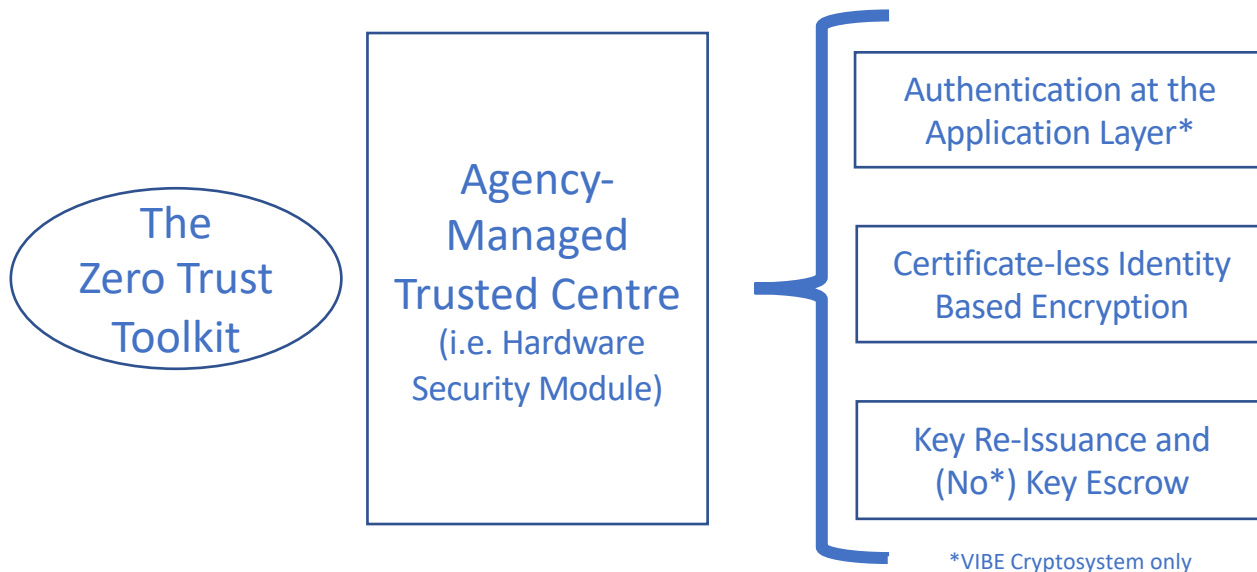 The
Zero Trust
Toolkit
Agency-
Managed
Trusted Centre
(i.e. Hardware
Security Module)
Authentication at the
Application Layer*
Certificate-less Identity
Based Encryption
Key Re-Issuance and
(No*) Key Escrow
*VIBE Cryptosystem only